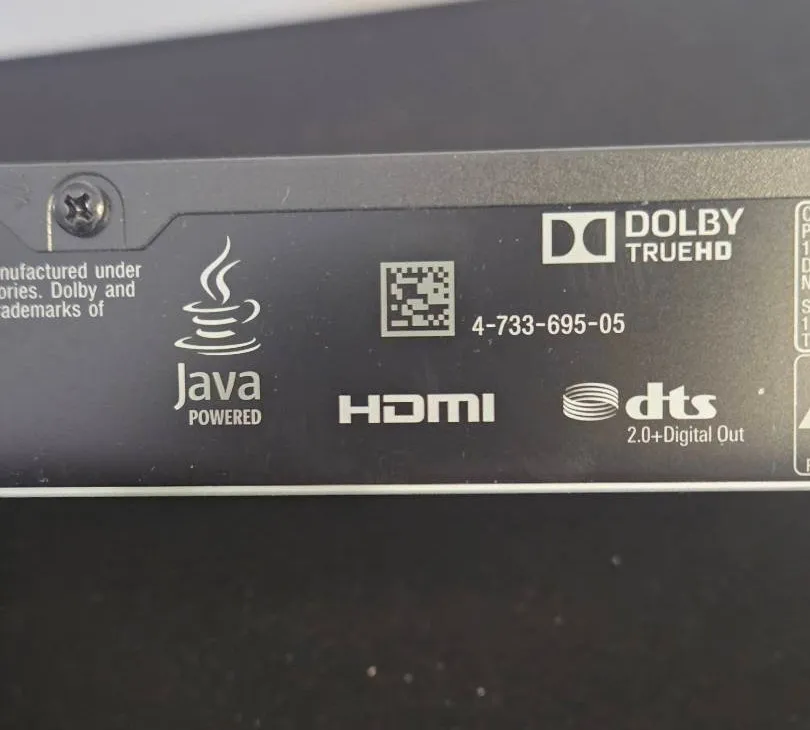 nufactured under
ories. Dolby and
ademarks of
Java
POWERED
4-733-695-05
HDMI
DOLBY
TRUEHD
dts
2.0+Digital Out